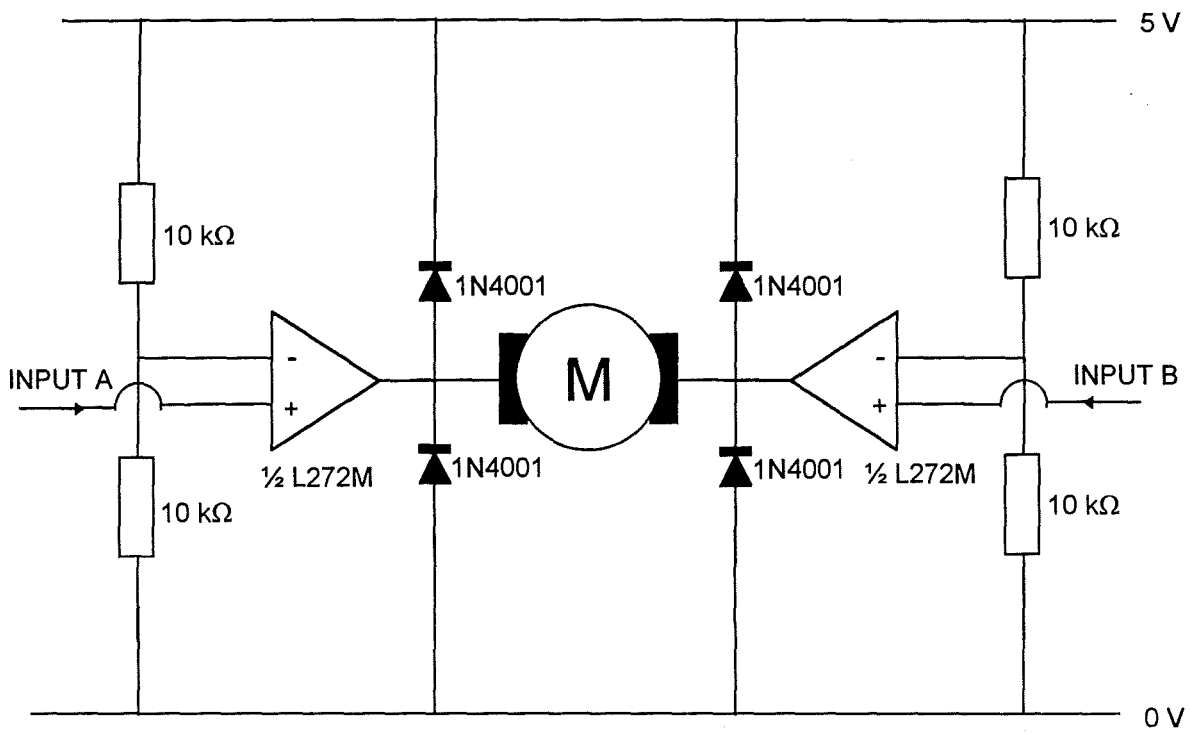 5 V
10 kΩ
10 kΩ
1N4001
1N4001
INPUT A
-
+
M
-
+
INPUT B
½ L272M
1N4001
1N4001
½ L272M
10 kΩ
10 kΩ
0 V